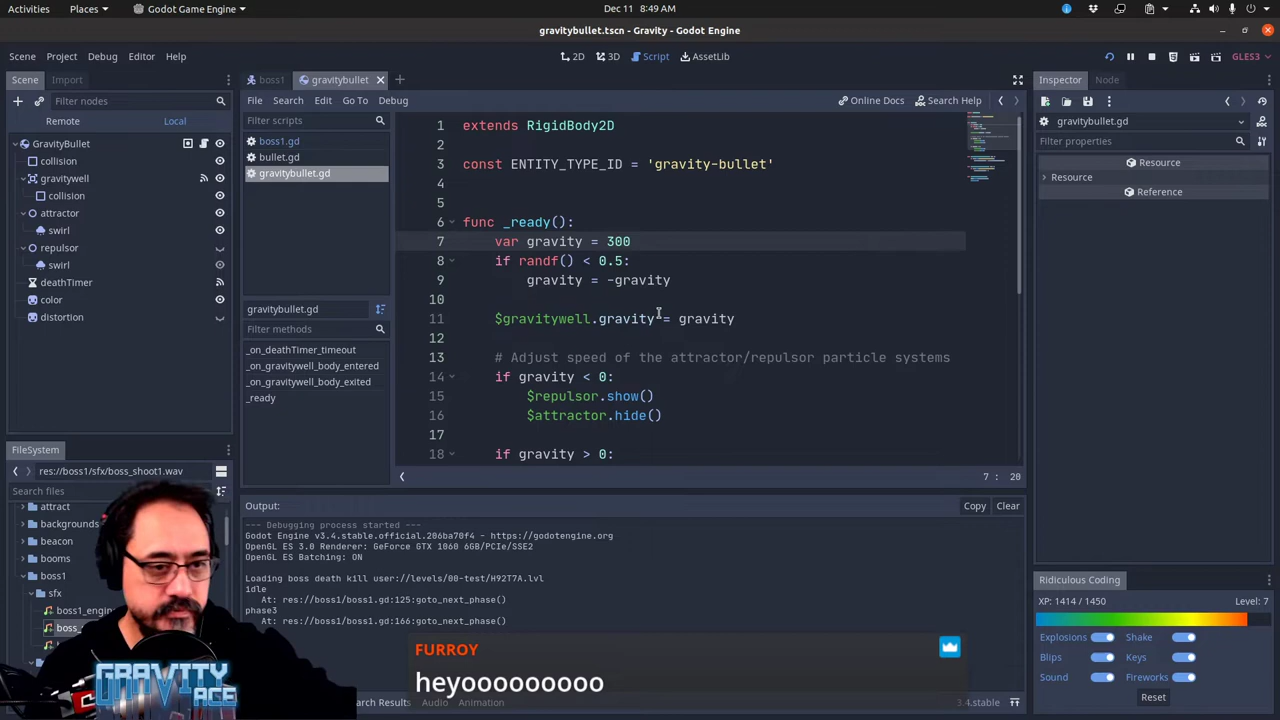 Activities Places Godot Game Engine Dec 11 8:49 AM
gravitybullet.tscn - Gravity - Godot Engine
Scene Project Debug Editor Help 2D 3D Script AssetLib GLES3
Scene Import
Filter nodes
Remote Local
GravityBullet
collision
gravitywell
collision
attractor
swirl
repulsor
swirl
deathTimer
color
distortion
FileSystem
res://boss1/sfx/boss_shoot1.wav
Search files
attract
backgrounds
beacon
booms
boss1
sfx
boss1_engin
boss_
boss1 gravitybullet
File Search Edit Go To Debug Online Docs Search Help
Filter scripts
boss1.gd
bullet.gd
gravitybullet.gd
gravitybullet.gd
Filter methods
_on_deathTimer_timeout
_on_gravitywell_body_entered
_on_gravitywell_body_exited
_ready
1 extends RigidBody2D
2
3 const ENTITY_TYPE_ID = 'gravity-bullet'
4
5
6 func _ready():
7 var gravity = 300
8 if randf() < 0.5:
9 gravity = -gravity
10
11 $gravitywell.gravity = gravity
12
13 # Adjust speed of the attractor/repulsor particle systems
14 if gravity < 0:
15 $repulsor.show()
16 $attractor.hide()
17
18 if gravity > 0:
7 : 20
Output: Copy Clear
--- Debugging process started ---
Godot Engine v3.4.stable.official.206ba70f4 - https://godotengine.org
OpenGL ES 3.0 Renderer: GeForce GTX 1060 6GB/PCIe/SSE2
OpenGL ES Batching: ON
Loading boss death kill user://levels/00-test/H92T7A.lvl
idle
At: res://boss1/boss1.gd:125:goto_next_phase()
phase3
At: res://boss1/boss1.gd:166:goto_next_phase()
FURROY
heyooooooooo
Search Results Audio Animation 3.4.stable
GRAVITY ACE
Inspector Node
gravitybullet.gd
Filter properties
Resource
Resource
Reference
Ridiculous Coding
XP: 1414 / 1450 Level: 7
Explosions Shake
Blips Keys
Sound Fireworks
Reset